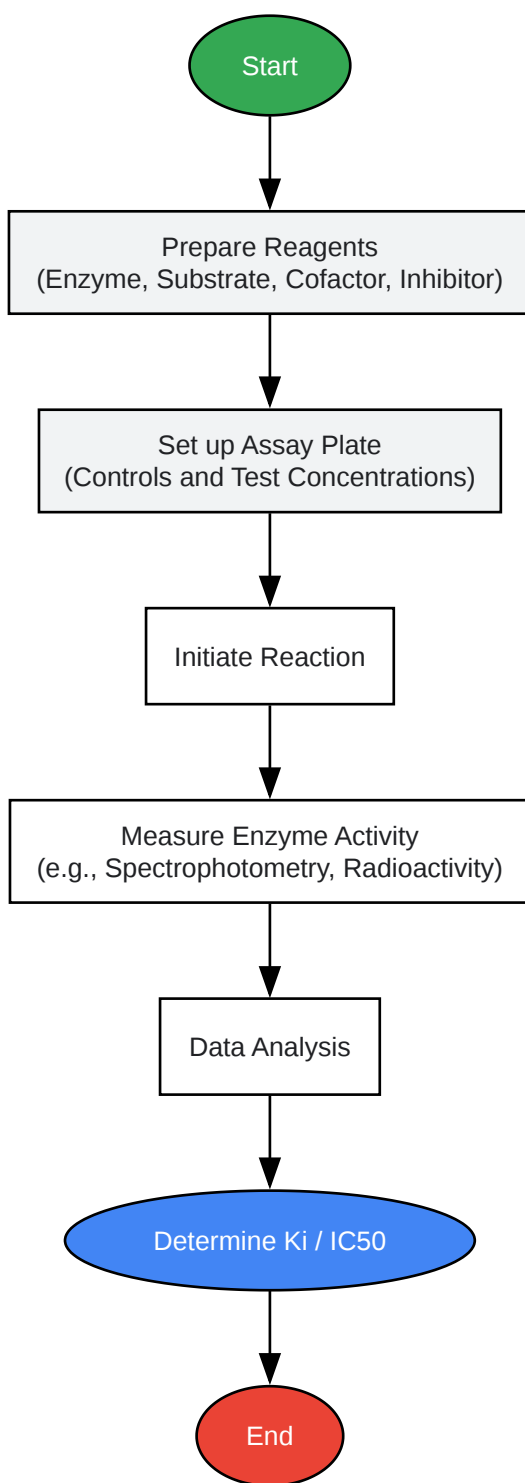 Start
Prepare Reagents
(Enzyme, Substrate, Cofactor, Inhibitor)
Set up Assay Plate
(Controls and Test Concentrations)
Initiate Reaction
Measure Enzyme Activity
(e.g., Spectrophotometry, Radioactivity)
Data Analysis
Determine Ki / IC50
End